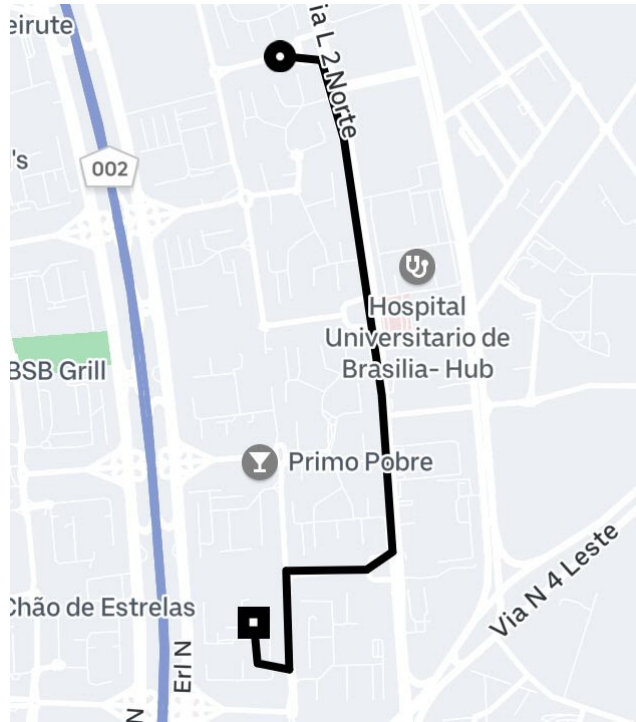 eirute
ia L 2 Norte
's
002
Hospital
Universitario de
Brasilia- Hub
BSB Grill
Primo Pobre
Chão de Estrelas
Via N 4 Leste
Erl N
N